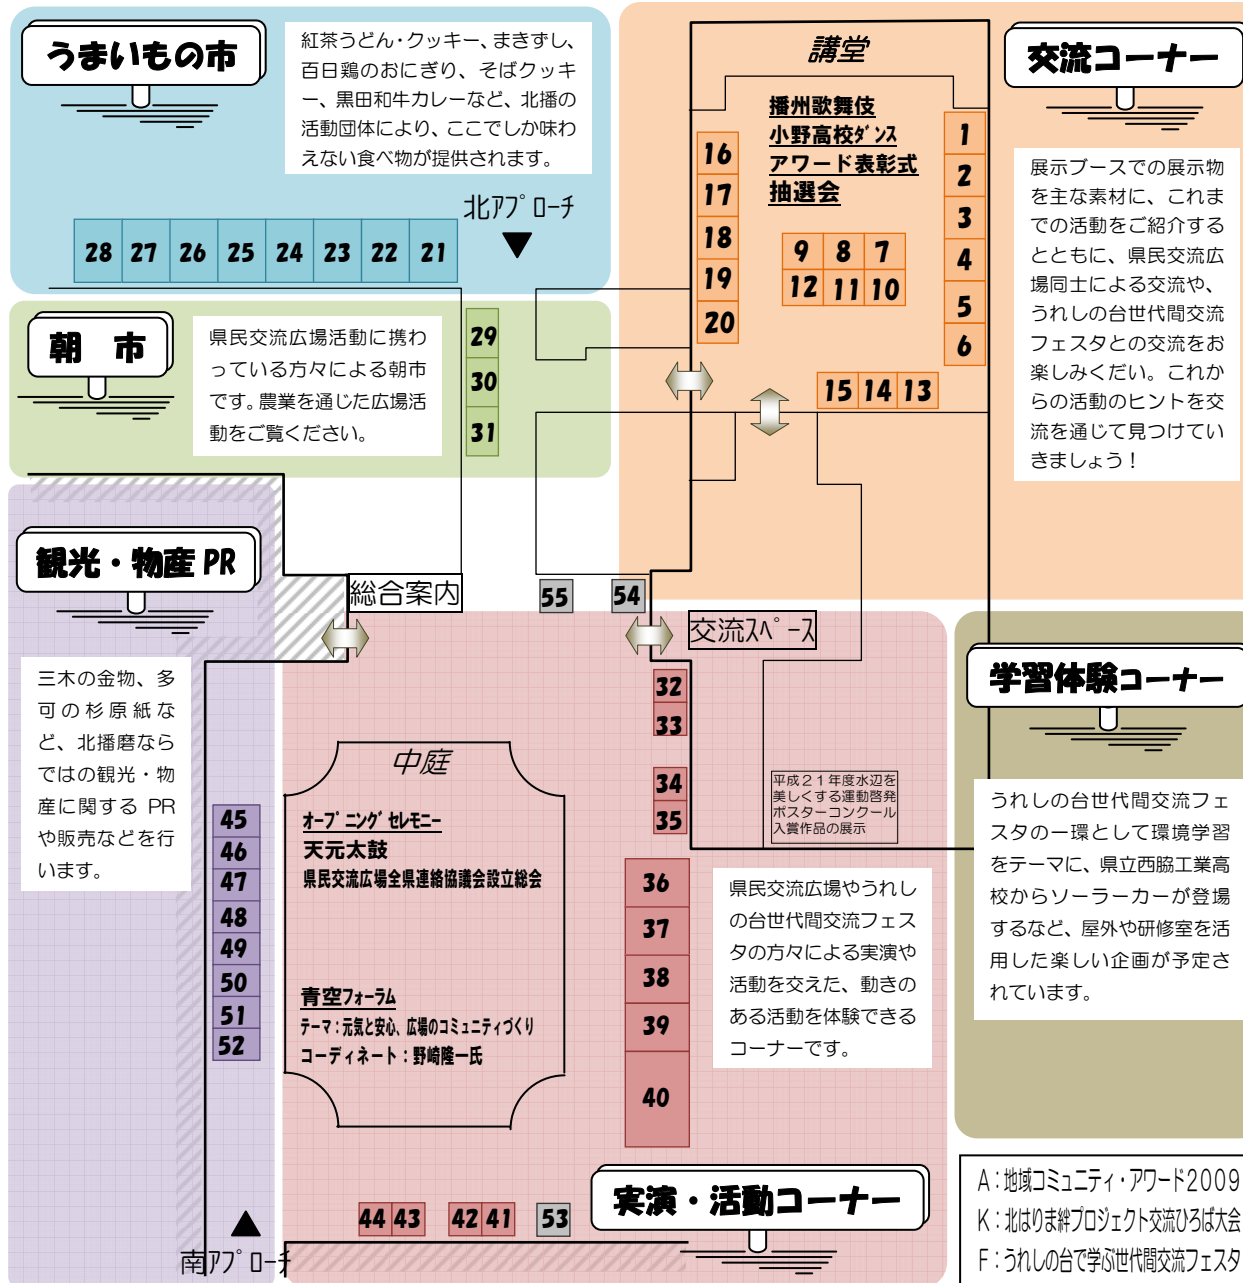 うまいもの市
紅茶うどん・クッキー、まきずし、
百日鶏のおにぎり、そばクッキ
ー、黒田和牛カレーなど、北播の
活動団体により、ここでしか味わ
えない食べ物が提供されます。
北アプローチ
28 27 26 25 24 23 22 21
朝 市
県民交流広場活動に携わ
っている方々による朝市
です。農業を通じた広場活
動をご覧ください。
29
30
31
講堂
播州歌舞伎
小野高校ダンス
アワード表彰式
抽選会
16
17
18
19
20
9 8 7
12 11 10
1
2
3
4
5
6
15 14 13
交流コーナー
展示ブースでの展示物
を主な素材に、これま
での活動をご紹介する
とともに、県民交流広
場同士による交流や、
うれしの台世代間交流
フェスタとの交流をお
楽しみくだい。これか
らの活動のヒントを交
流を通じて見つけてい
きましょう！
観光・物産 PR
三木の金物、多
可の杉原紙な
ど、北播磨なら
ではの観光・物
産に関する PR
や販売などを行
います。
45
46
47
48
49
50
51
52
南アプローチ
総合案内
55 54
交流スペース
32
33
34
35
36
37
38
39
40
平成２１年度水辺を
美しくする運動啓発
ポスターコンクール
入賞作品の展示
中庭
オープニングセレモニー
天元太鼓
県民交流広場全県連絡協議会設立総会
青空フォーラム
テーマ：元気と安心、広場のコミュニティづくり
コーディネート：野崎隆一氏
県民交流広場やうれし
の台世代間交流フェス
タの方々による実演や
活動を交えた、動きの
ある活動を体験できる
コーナーです。
44 43 42 41 53
実演・活動コーナー
学習体験コーナー
うれしの台世代間交流フェ
スタの一環として環境学習
をテーマに、県立西脇工業高
校からソーラーカーが登場
するなど、屋外や研修室を活
用した楽しい企画が予定さ
れています。
A：地域コミュニティ・アワード2009
K：北はりま絆プロジェクト交流ひろば大会
F：うれしの台で学ぶ世代間交流フェスタ